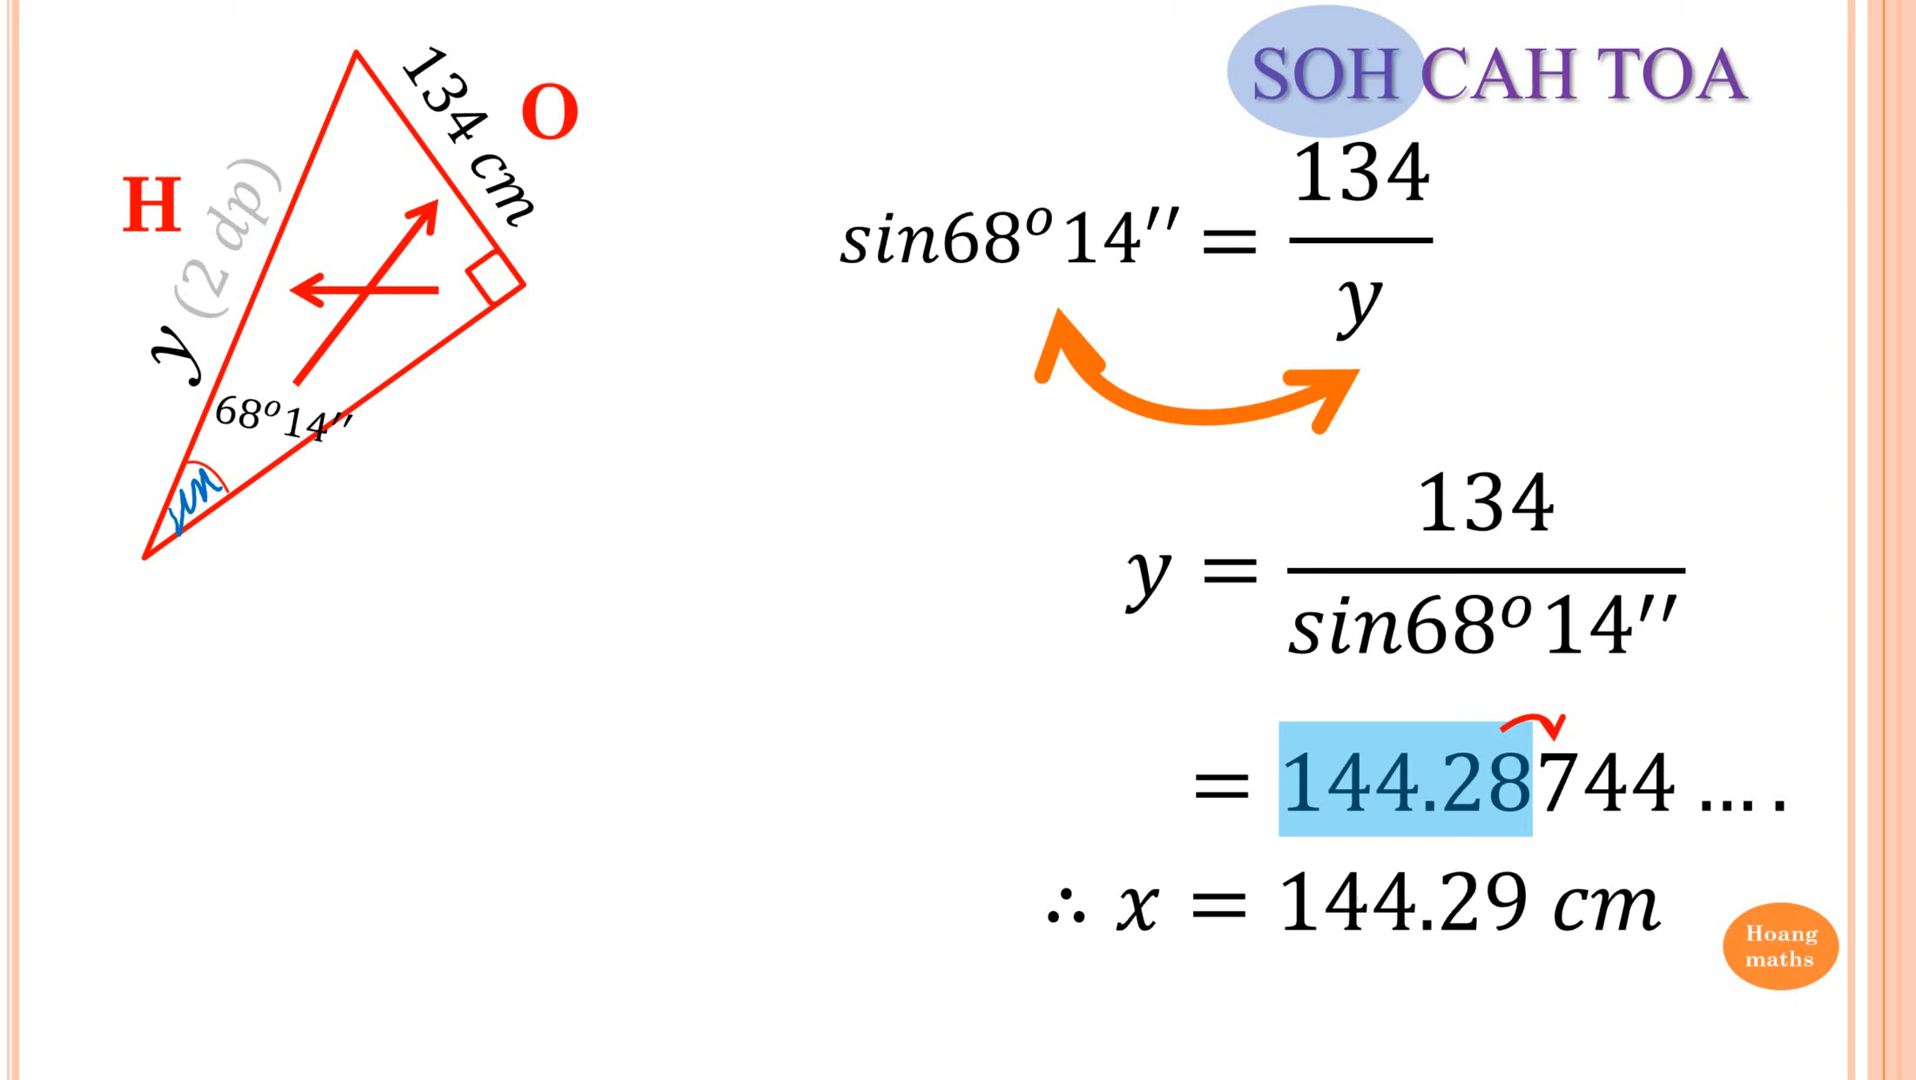 SOH CAH TOA
134 cm
O
H
y (2 dp)
68°14′′
sin
sin68°14′′ = 134/y
y = 134/sin68°14′′
= 144.28744 ....
∴ x = 144.29 cm
Hoang
maths